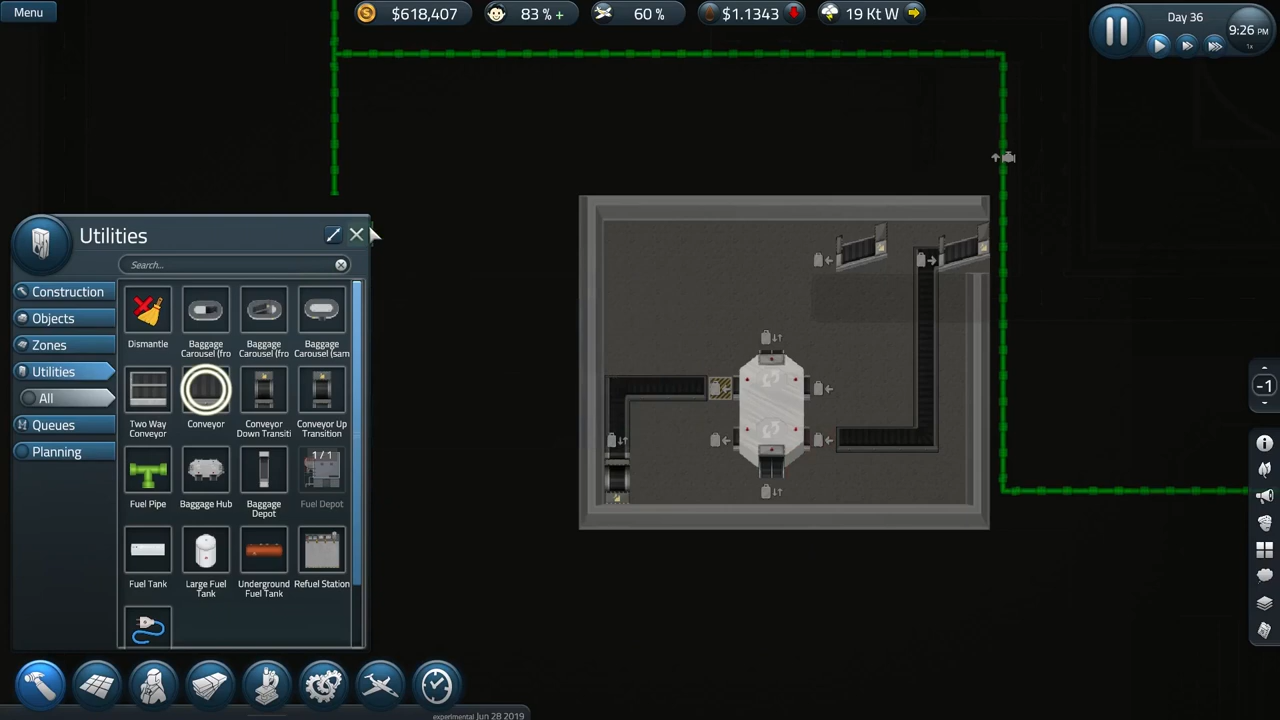 Menu
$618,407
83 % +
60 %
$1.1343
19 Kt W
Day 36
9:26 PM
1x
Utilities
Search...
Construction
Objects
Zones
Utilities
All
Queues
Planning
Dismantle
Baggage Carousel (fro
Baggage Carousel (fro
Baggage Carousel (sam
Two Way Conveyor
Conveyor
Conveyor Down Transiti
Conveyor Up Transition
1 / 1
Fuel Pipe
Baggage Hub
Baggage Depot
Fuel Depot
Fuel Tank
Large Fuel Tank
Underground Fuel Tank
Refuel Station
-1
experimental Jun 28 2019